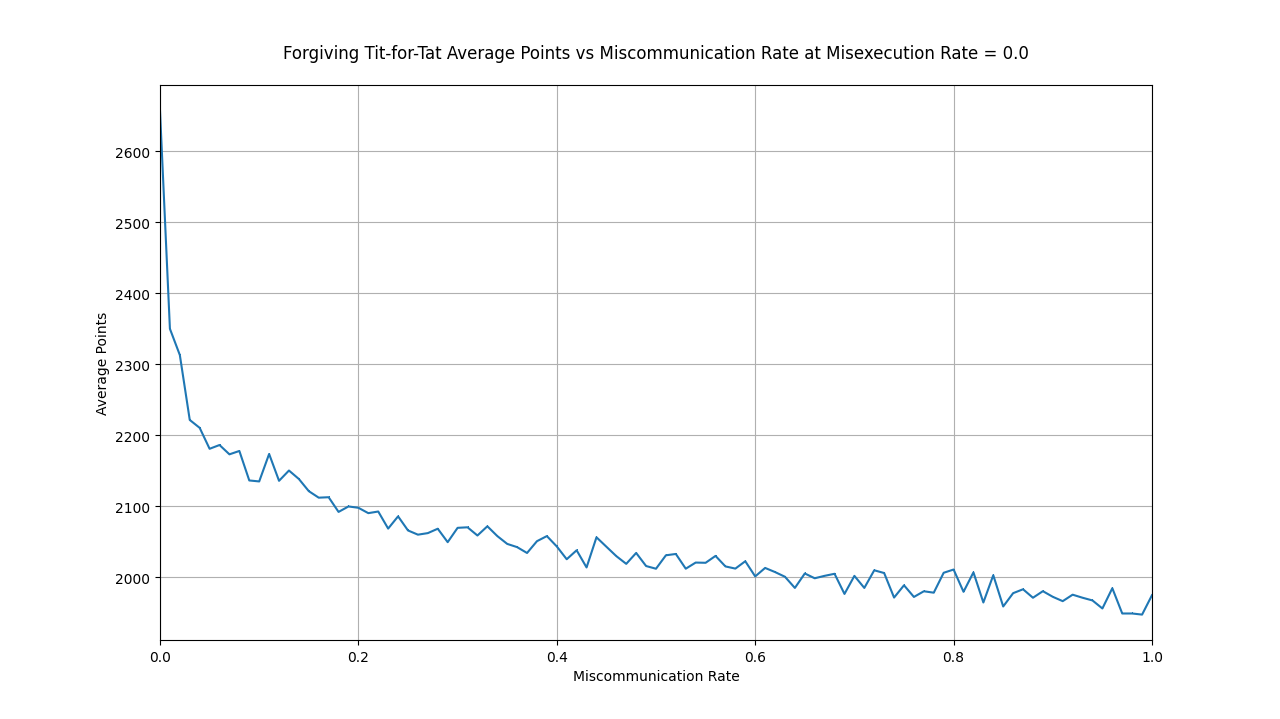 Forgiving Tit-for-Tat Average Points vs Miscommunication Rate at Misexecution Rate = 0.0
2600
2500
2400
2300
2200
2100
2000
Average Points
0.0 0.2 0.4 0.6 0.8 1.0
Miscommunication Rate